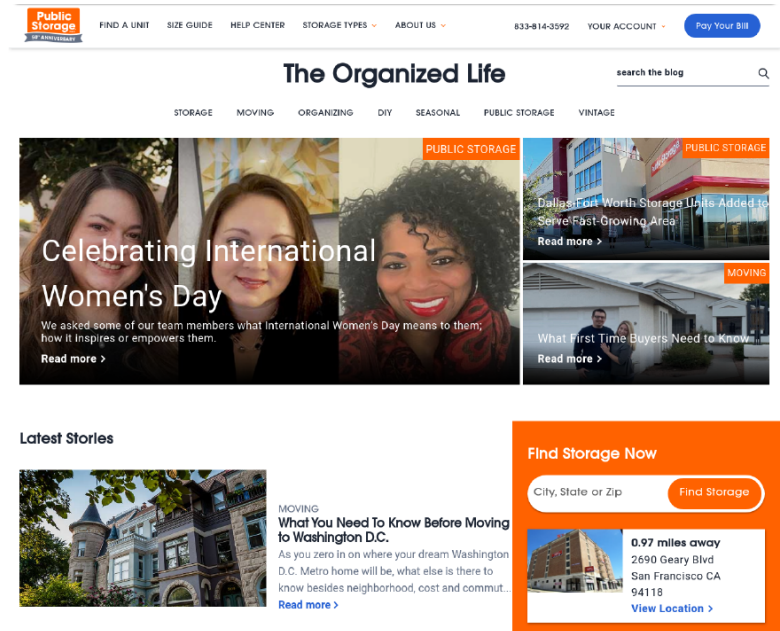 Public
Storage
50TH ANNIVERSARY
FIND A UNIT
SIZE GUIDE
HELP CENTER
STORAGE TYPES
ABOUT US
833-814-3592
YOUR ACCOUNT
Pay Your Bill
The Organized Life
search the blog
STORAGE
MOVING
ORGANIZING
DIY
SEASONAL
PUBLIC STORAGE
VINTAGE
PUBLIC STORAGE
Celebrating International
Women's Day
We asked some of our team members what International Women's Day means to them;
how it inspires or empowers them.
Read more >
PUBLIC STORAGE
Dallas-Fort Worth Storage Units Added to
Serve Fast-Growing Area
Read more >
MOVING
What First Time Buyers Need to Know
Read more >
Latest Stories
MOVING
What You Need To Know Before Moving
to Washington D.C.
As you zero in on where your dream Washington
D.C. Metro home will be, what else is there to
know besides neighborhood, cost and commut...
Read more >
Find Storage Now
City, State or Zip
Find Storage
0.97 miles away
2690 Geary Blvd
San Francisco CA
94118
View Location >